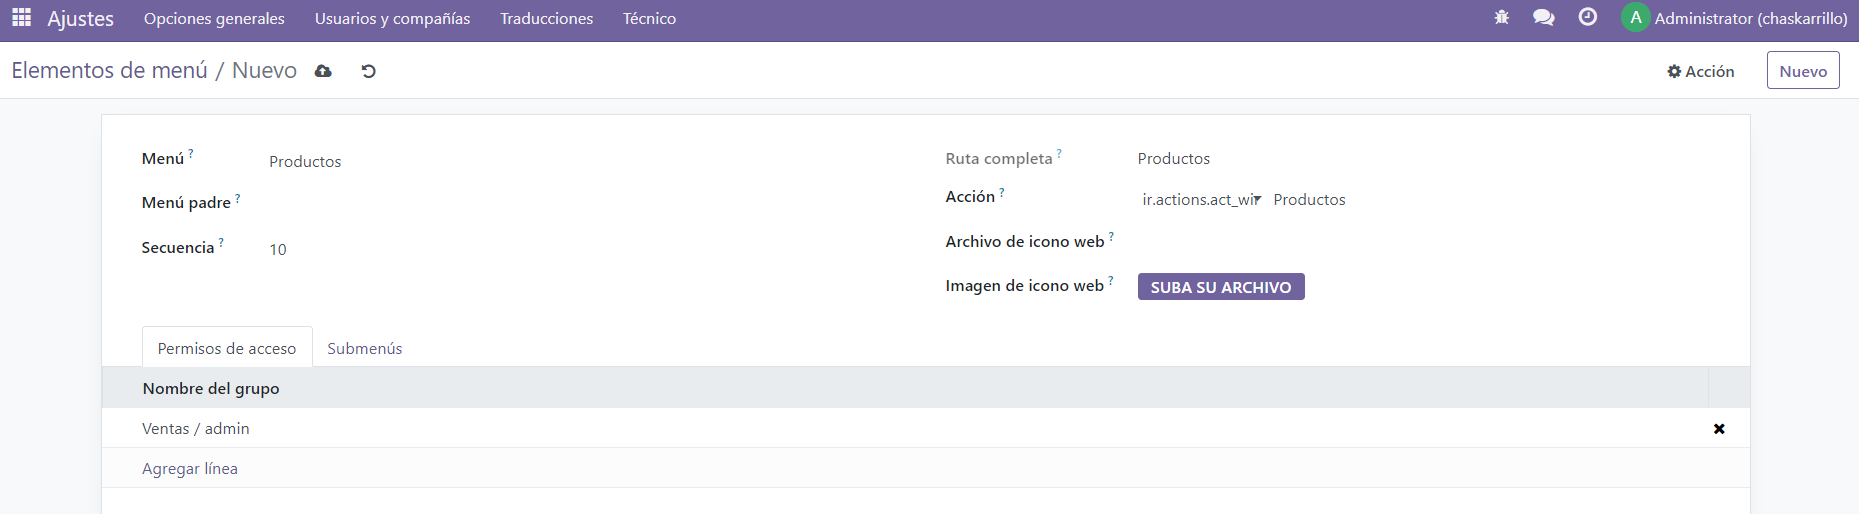 Ajustes Opciones generales Usuarios y compañías Traducciones Técnico A Administrator (chaskarrillo)
Elementos de menú / Nuevo Acción Nuevo
Menú ? Productos Ruta completa ? Productos
Menú padre ? Acción ? ir.actions.act_wir Productos
Secuencia ? 10 Archivo de icono web ?
Imagen de icono web ? SUBA SU ARCHIVO
Permisos de acceso Submenús
Nombre del grupo
Ventas / admin
Agregar línea